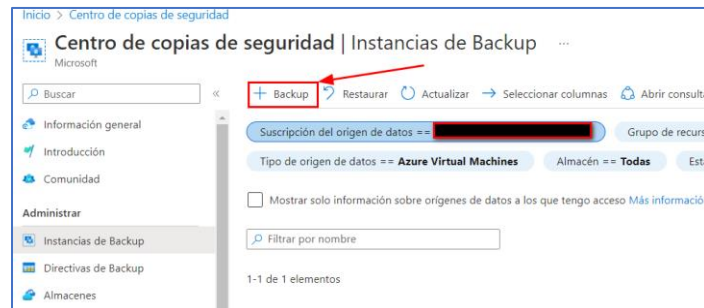 Inicio > Centro de copias de seguridad
Centro de copias de seguridad | Instancias de Backup ...
Microsoft
Buscar
«
+ Backup
Restaurar
Actualizar
Seleccionar columnas
Abrir consulta
Información general
Introducción
Comunidad
Administrar
Instancias de Backup
Directivas de Backup
Almacenes
Suscripción del origen de datos ==
Grupo de recurs
Tipo de origen de datos == Azure Virtual Machines
Almacén == Todas
Est
Mostrar solo información sobre orígenes de datos a los que tengo acceso Más informació
Filtrar por nombre
1-1 de 1 elementos